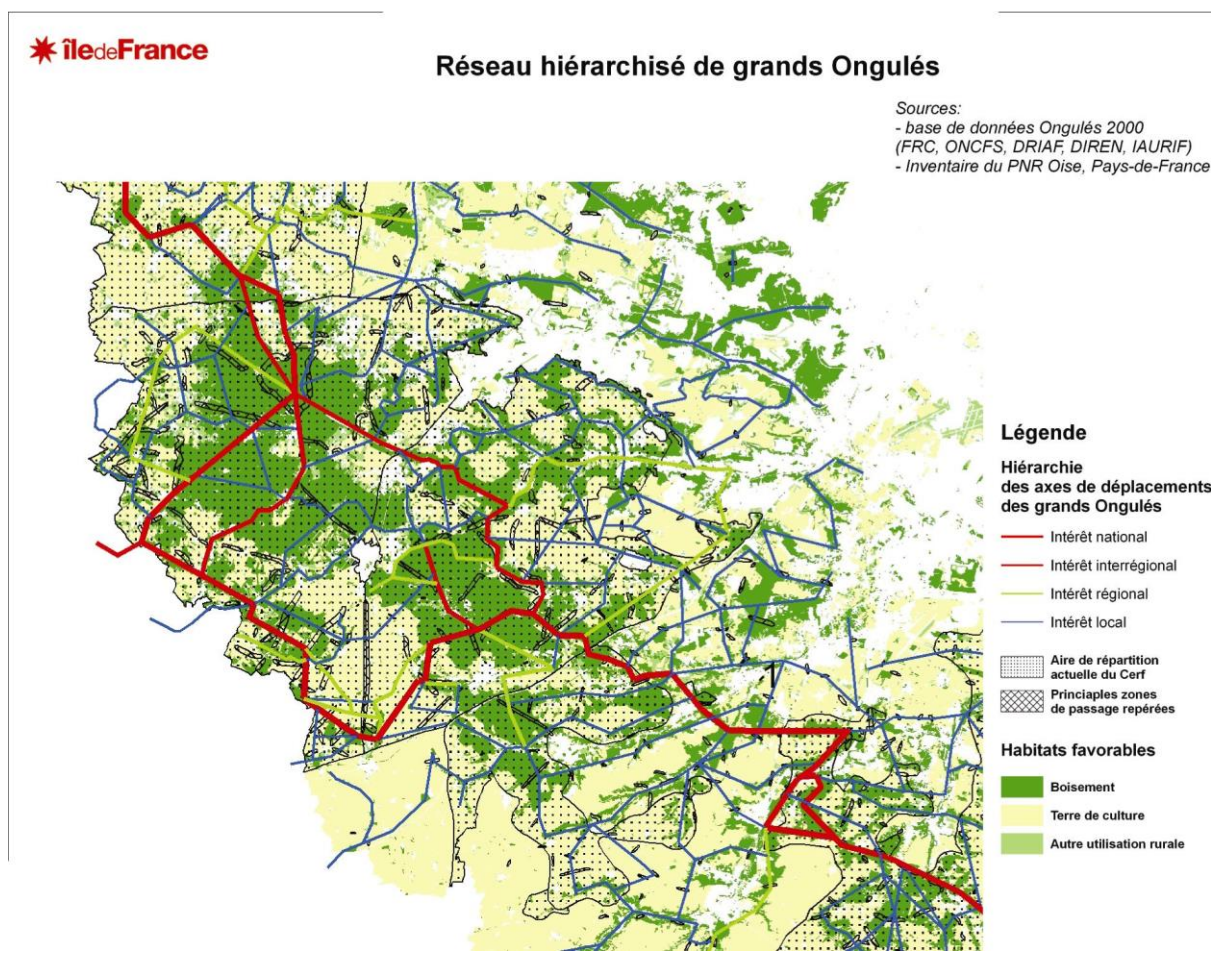 îledeFrance
Réseau hiérarchisé de grands Ongulés
Sources:
- base de données Ongulés 2000
(FRC, ONCFS, DRIAF, DIREN, IAURIF)
- Inventaire du PNR Oise, Pays-de-France
1
Légende
Hiérarchie
des axes de déplacements
des grands Ongulés
Intérêt national
Intérêt interrégional
Intérêt régional
Intérêt local
Aire de répartition
actuelle du Cerf
Princiaples zones
de passage repérées
Habitats favorables
Boisement
Terre de culture
Autre utilisation rurale